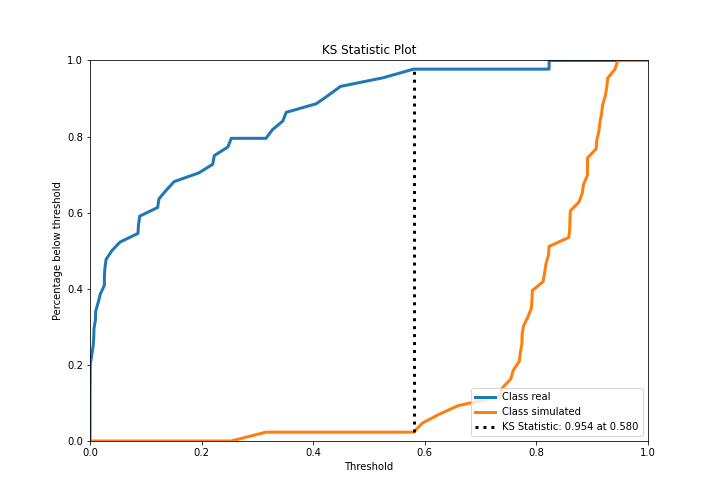 KS Statistic Plot
1.0
0.8
0.6
0.4
0.2
0.0
Percentage below threshold
Class real
Class simulated
KS Statistic: 0.954 at 0.580
0.0 0.2 0.4 0.6 0.8 1.0
Threshold